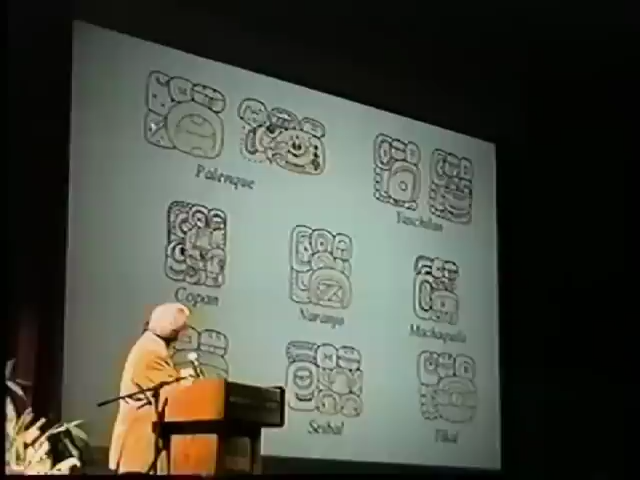 Palenque
Yaxchilan
Copan
Naranjo
Machaquila
Seibal
Tikal